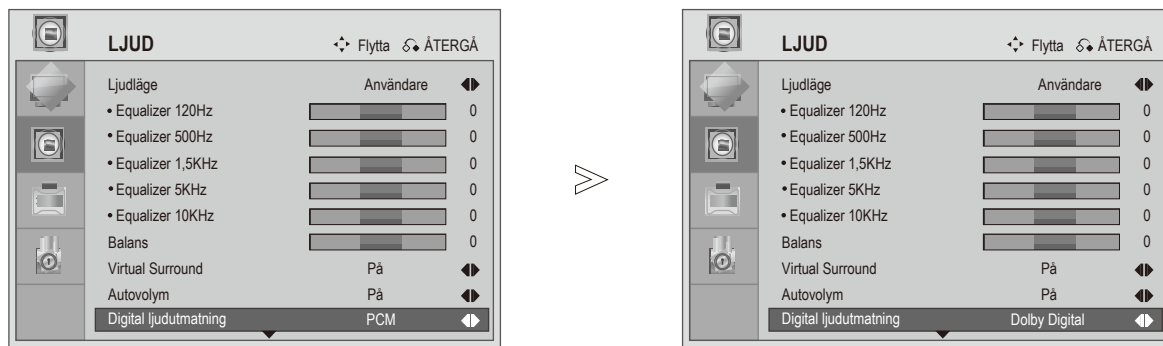 LJUD Flytta ÅTERGÅ
Ljudläge Användare
• Equalizer 120Hz 0
• Equalizer 500Hz 0
• Equalizer 1,5KHz 0
• Equalizer 5KHz 0
• Equalizer 10KHz 0
Balans 0
Virtual Surround På
Autovolym På
Digital ljudutmatning PCM
LJUD Flytta ÅTERGÅ
Ljudläge Användare
• Equalizer 120Hz 0
• Equalizer 500Hz 0
• Equalizer 1,5KHz 0
• Equalizer 5KHz 0
• Equalizer 10KHz 0
Balans 0
Virtual Surround På
Autovolym På
Digital ljudutmatning Dolby Digital